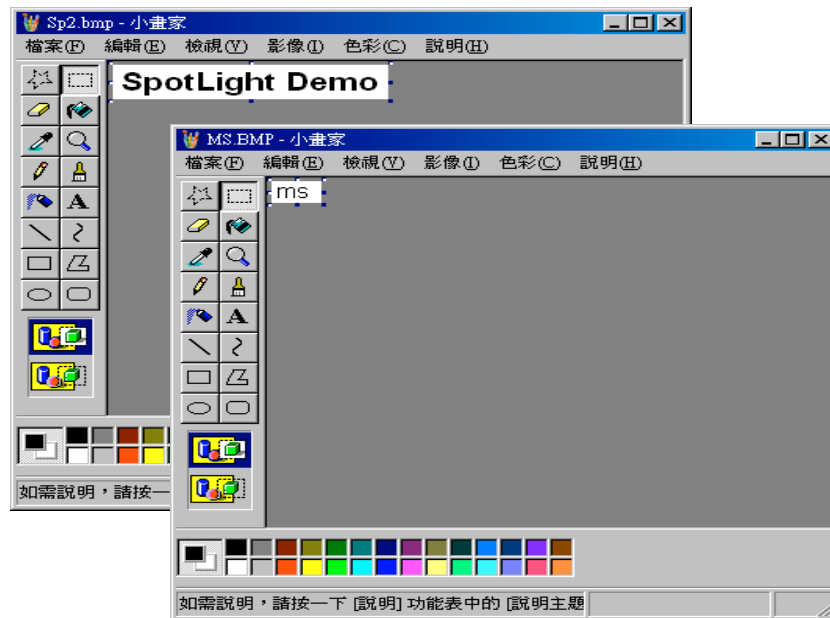 Sp2.bmp - 小畫家
檔案(F) 編輯(E) 檢視(V) 影像(I) 色彩(C) 說明(H)
SpotLight Demo
A
如需說明，請按一
MS.BMP - 小畫家
檔案(F) 編輯(E) 檢視(V) 影像(I) 色彩(C) 說明(H)
ms
A
如需說明，請按一下 [說明] 功能表中的 [說明主題